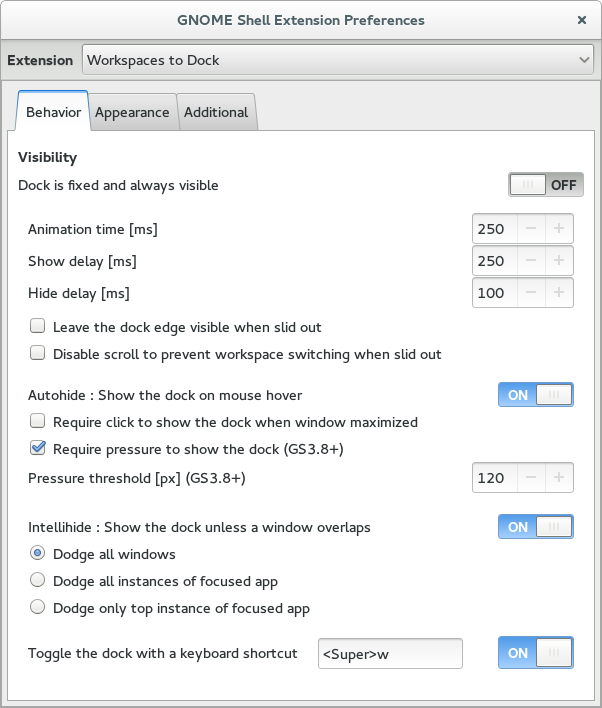 GNOME Shell Extension Preferences
Extension Workspaces to Dock
Behavior Appearance Additional
Visibility
Dock is fixed and always visible OFF
Animation time [ms] 250
Show delay [ms] 250
Hide delay [ms] 100
Leave the dock edge visible when slid out
Disable scroll to prevent workspace switching when slid out
Autohide : Show the dock on mouse hover ON
Require click to show the dock when window maximized
Require pressure to show the dock (GS3.8+)
Pressure threshold [px] (GS3.8+) 120
Intellihide : Show the dock unless a window overlaps ON
Dodge all windows
Dodge all instances of focused app
Dodge only top instance of focused app
Toggle the dock with a keyboard shortcut <Super>w ON